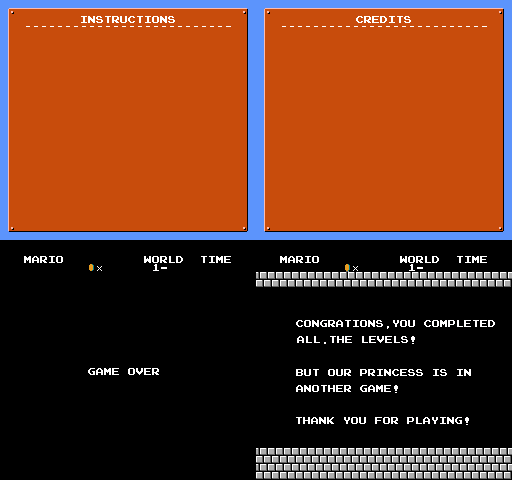 INSTRUCTIONS
CREDITS
MARIO WORLD TIME
× 1-
GAME OVER
MARIO WORLD TIME
× 1-
CONGRATIONS,YOU COMPLETED
ALL.THE LEVELS!
BUT OUR PRINCESS IS IN
ANOTHER GAME!
THANK YOU FOR PLAYING!